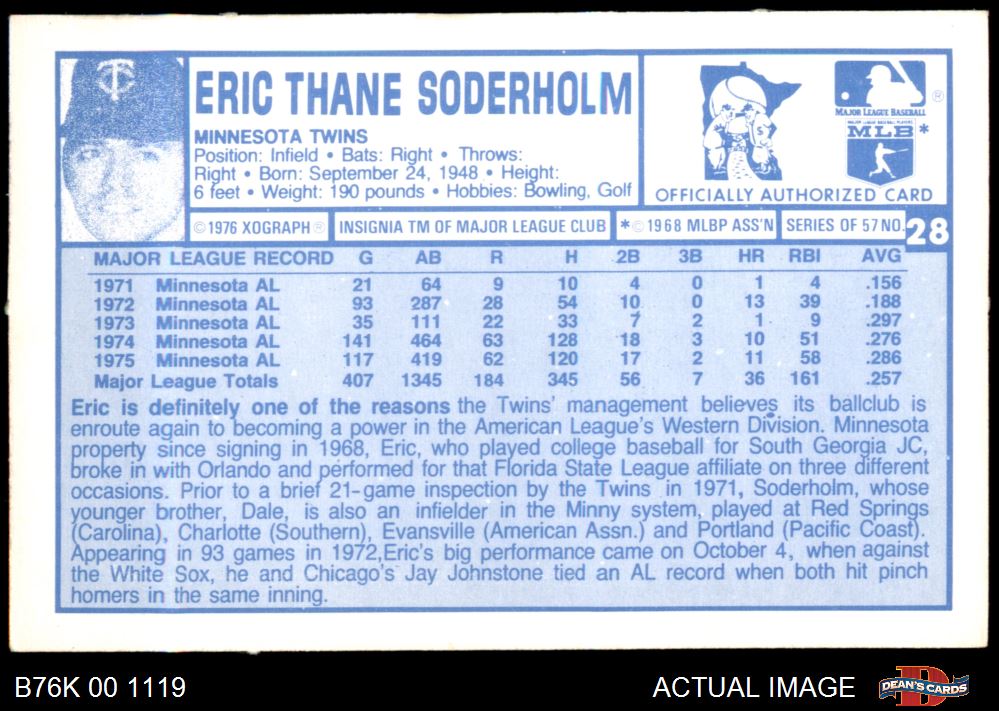 TC
ERIC THANE SODERHOLM
MINNESOTA TWINS
Position: Infield • Bats: Right • Throws:
Right • Born: September 24, 1948 • Height:
6 feet • Weight: 190 pounds • Hobbies: Bowling, Golf
®
MAJOR LEAGUE BASEBALL
MAJOR LEAGUE BASEBALL PLAYERS
MLB *
OFFICIALLY AUTHORIZED CARD
© 1976 XOGRAPH ® INSIGNIA TM OF MAJOR LEAGUE CLUB * © 1968 MLBP ASS'N SERIES OF 57 NO. 28
MAJOR LEAGUE RECORD G AB R H 2B 3B HR RBI AVG
1971 Minnesota AL 21 64 9 10 4 0 1 4 .156
1972 Minnesota AL 93 287 28 54 10 0 13 39 .188
1973 Minnesota AL 35 111 22 33 7 2 1 9 .297
1974 Minnesota AL 141 464 63 128 18 3 10 51 .276
1975 Minnesota AL 117 419 62 120 17 2 11 58 .286
Major League Totals 407 1345 184 345 56 7 36 161 .257
Eric is definitely one of the reasons the Twins' management believes its ballclub is
enroute again to becoming a power in the American League's Western Division. Minnesota
property since signing in 1968, Eric, who played college baseball for South Georgia JC,
broke in with Orlando and performed for that Florida State League affiliate on three different
occasions. Prior to a brief 21-game inspection by the Twins in 1971, Soderholm, whose
younger brother, Dale, is also an infielder in the Minny system, played at Red Springs
(Carolina), Charlotte (Southern), Evansville (American Assn.) and Portland (Pacific Coast).
Appearing in 93 games in 1972, Eric's big performance came on October 4, when against
the White Sox, he and Chicago's Jay Johnstone tied an AL record when both hit pinch
homers in the same inning.
B76K 00 1119
ACTUAL IMAGE
D
DEAN'S CARDS